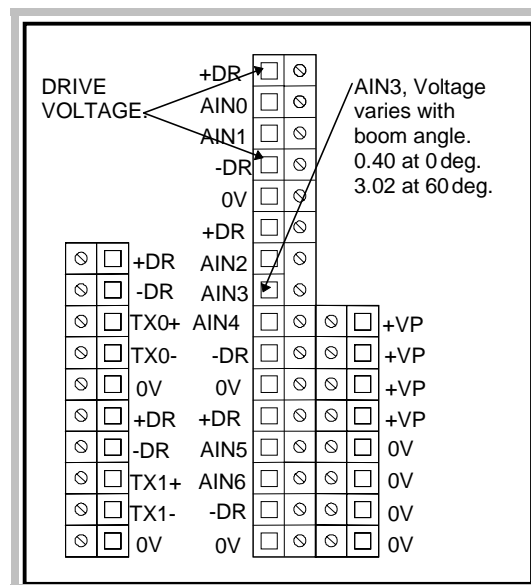 DRIVE
VOLTAGE.
AIN3, Voltage
varies with
boom angle.
0.40 at 0 deg.
3.02 at 60 deg.
+DR
AIN0
AIN1
-DR
0V
+DR
AIN2
AIN3
AIN4
-DR
0V
+DR
AIN5
AIN6
-DR
0V
+DR
-DR
TX0+
TX0-
0V
+DR
-DR
TX1+
TX1-
0V
+VP
+VP
+VP
+VP
0V
0V
0V
0V